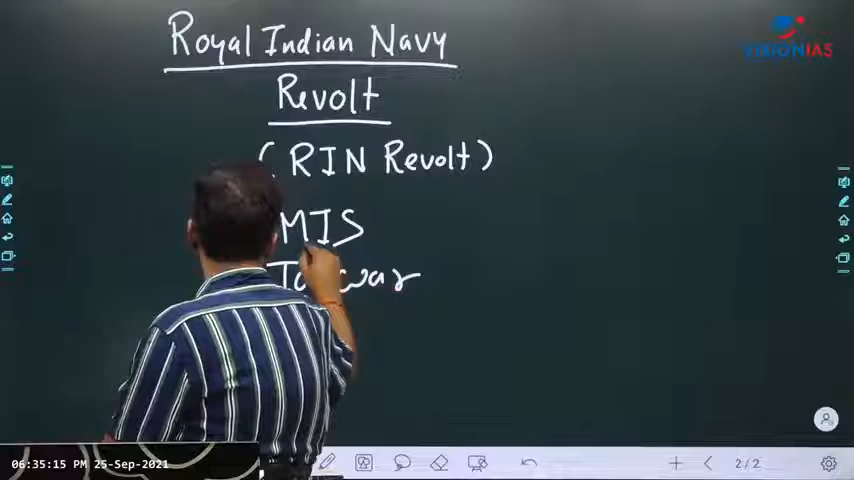 Royal Indian Navy
VISIONIAS
Revolt
(RIN Revolt)
MIS
06:35:15 PM 25-Sep-2021
2/2